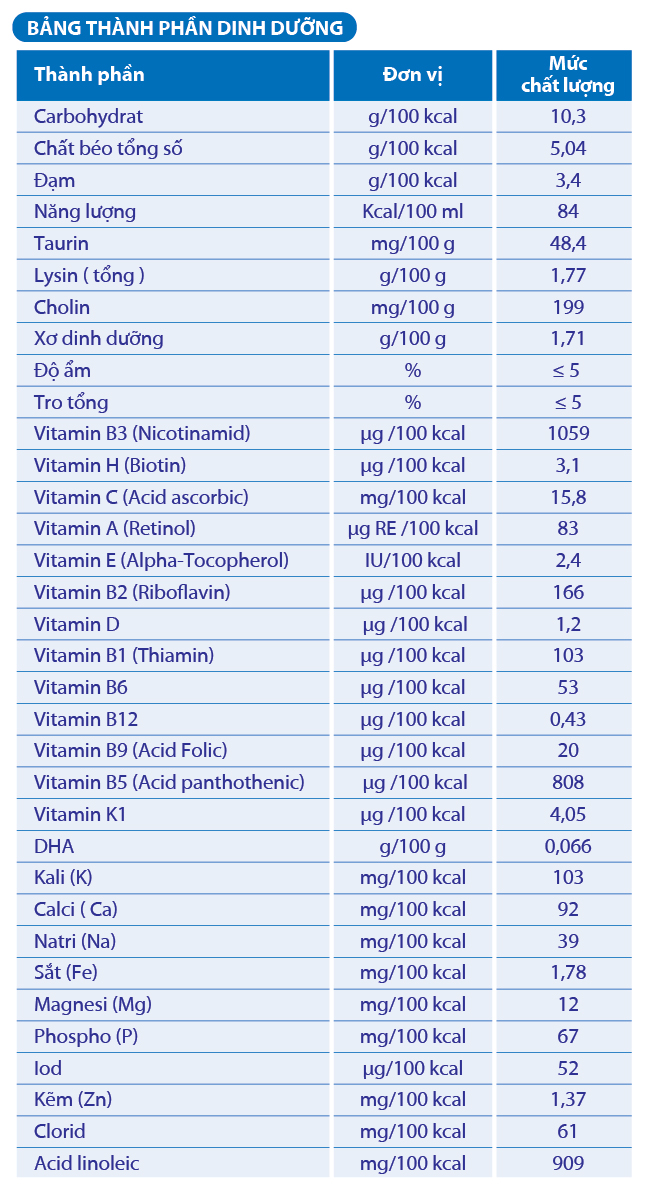 BẢNG THÀNH PHẦN DINH DƯỠNG
Thành phần Đơn vị Mức chất lượng
Carbohydrat g/100 kcal 10,3
Chất béo tổng số g/100 kcal 5,04
Đạm g/100 kcal 3,4
Năng lượng Kcal/100 ml 84
Taurin mg/100 g 48,4
Lysin ( tổng ) g/100 g 1,77
Cholin mg/100 g 199
Xơ dinh dưỡng g/100 g 1,71
Độ ẩm % ≤ 5
Tro tổng % ≤ 5
Vitamin B3 (Nicotinamid) µg /100 kcal 1059
Vitamin H (Biotin) µg /100 kcal 3,1
Vitamin C (Acid ascorbic) mg/100 kcal 15,8
Vitamin A (Retinol) µg RE /100 kcal 83
Vitamin E (Alpha-Tocopherol) IU/100 kcal 2,4
Vitamin B2 (Riboflavin) µg /100 kcal 166
Vitamin D µg /100 kcal 1,2
Vitamin B1 (Thiamin) µg /100 kcal 103
Vitamin B6 µg /100 kcal 53
Vitamin B12 µg /100 kcal 0,43
Vitamin B9 (Acid Folic) µg /100 kcal 20
Vitamin B5 (Acid panthothenic) µg /100 kcal 808
Vitamin K1 µg /100 kcal 4,05
DHA g/100 g 0,066
Kali (K) mg/100 kcal 103
Calci ( Ca) mg/100 kcal 92
Natri (Na) mg/100 kcal 39
Sắt (Fe) mg/100 kcal 1,78
Magnesi (Mg) mg/100 kcal 12
Phospho (P) mg/100 kcal 67
Iod µg/100 kcal 52
Kẽm (Zn) mg/100 kcal 1,37
Clorid mg/100 kcal 61
Acid linoleic mg/100 kcal 909